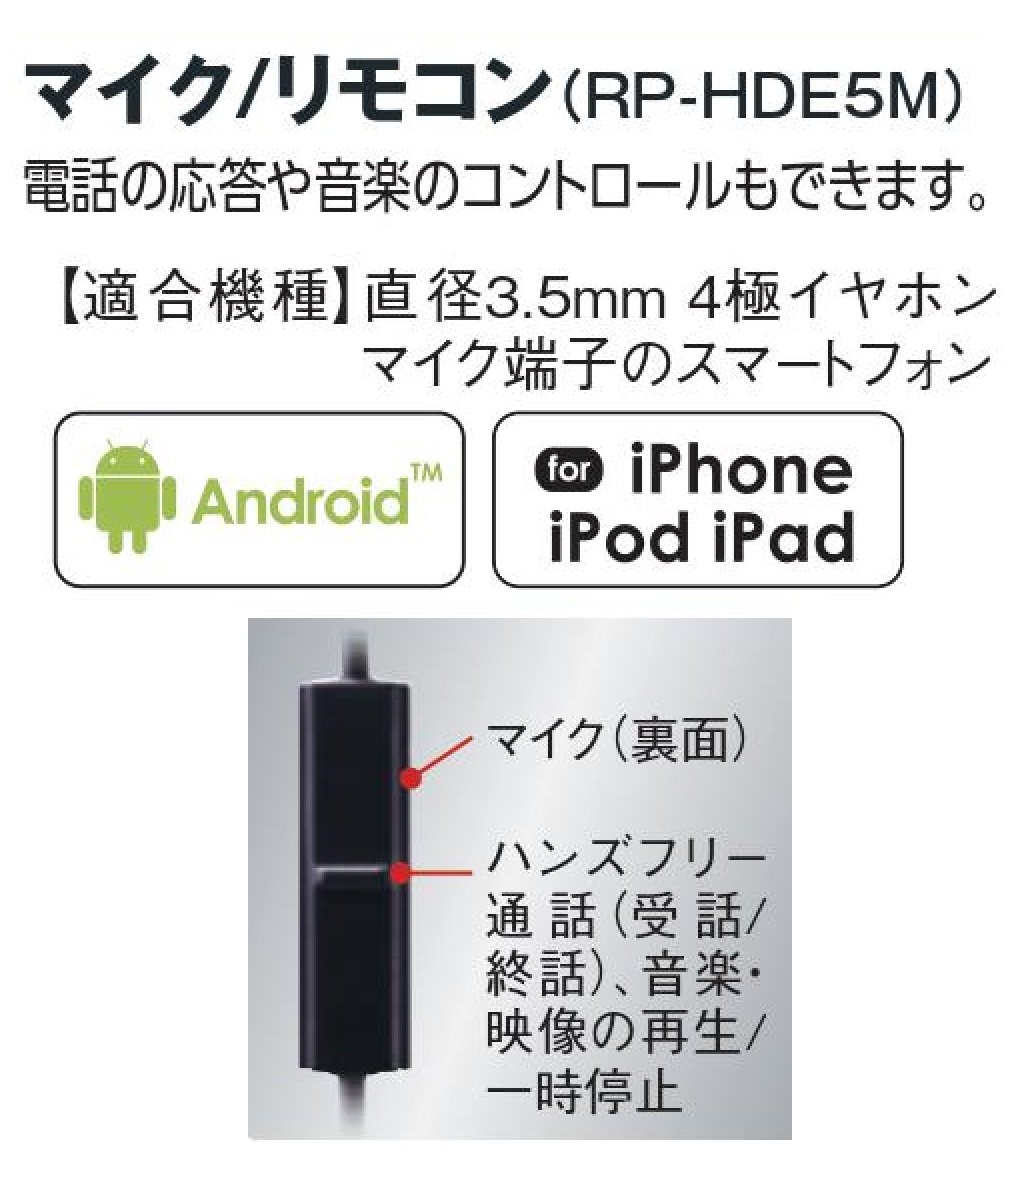 マイク/リモコン(RP-HDE5M)
電話の応答や音楽のコントロールもできます。
【適合機種】直径3.5mm 4極イヤホン
マイク端子のスマートフォン
Android™
for iPhone
iPod iPad
マイク(裏面)
ハンズフリー
通話(受話/
終話)、音楽・
映像の再生/
一時停止